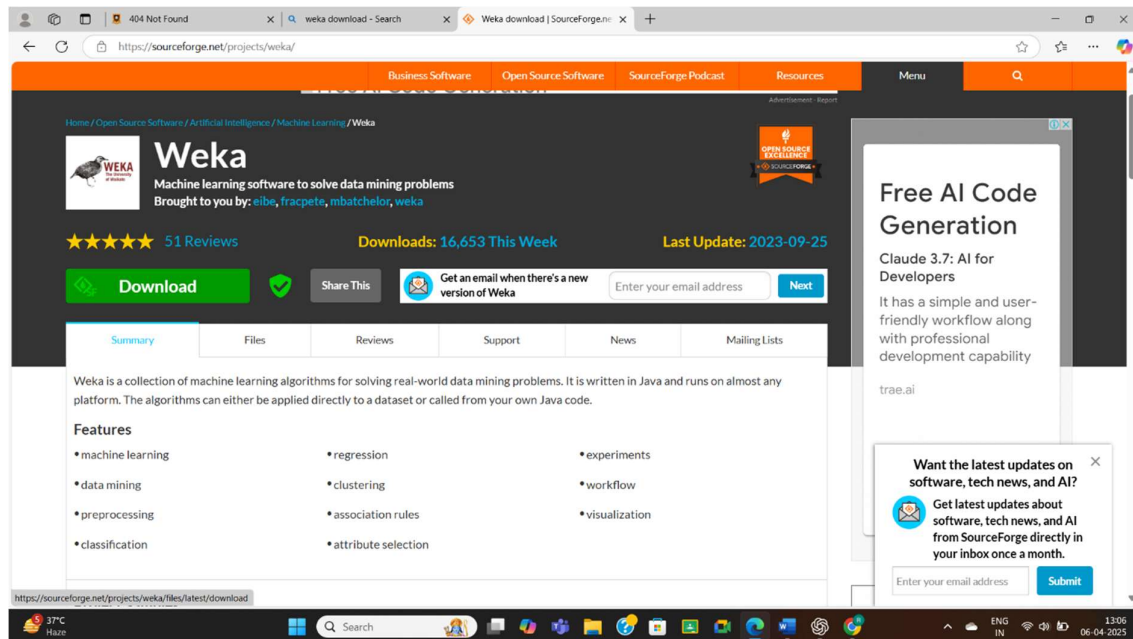 404 Not Found
weka download - Search
Weka download | SourceForge.ne
https://sourceforge.net/projects/weka/
Business Software
Open Source Software
SourceForge Podcast
Resources
Menu
Advertisement - Report
Home / Open Source Software / Artificial Intelligence / Machine Learning / Weka
WEKA
The University
of Waikato
Weka
Machine learning software to solve data mining problems
Brought to you by: eibe, fracpete, mbatchelor, weka
OPEN SOURCE
EXCELLENCE
SOURCEFORGE
51 Reviews
Downloads: 16,653 This Week
Last Update: 2023-09-25
Download
Share This
Get an email when there's a new
version of Weka
Enter your email address
Next
Summary
Files
Reviews
Support
News
Mailing Lists
Weka is a collection of machine learning algorithms for solving real-world data mining problems. It is written in Java and runs on almost any
platform. The algorithms can either be applied directly to a dataset or called from your own Java code.
Features
• machine learning
• regression
• experiments
• data mining
• clustering
• workflow
• preprocessing
• association rules
• visualization
• classification
• attribute selection
Free AI Code
Generation
Claude 3.7: AI for
Developers
It has a simple and user-
friendly workflow along
with professional
development capability
trae.ai
Want the latest updates on
software, tech news, and AI?
Get latest updates about
software, tech news, and AI
from SourceForge directly in
your inbox once a month.
Enter your email address
Submit
https://sourceforge.net/projects/weka/files/latest/download
37°C
Haze
Search
ENG
IN
13:06
06-04-2025